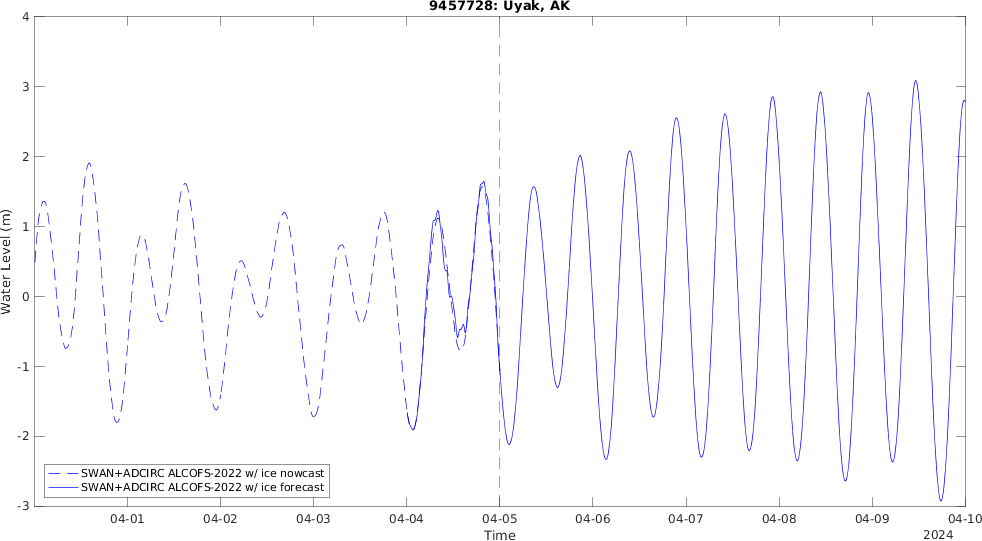 9457728: Uyak, AK
Water Level (m)
4
3
2
1
0
-1
-2
-3
SWAN+ADCIRC ALCOFS-2022 w/ ice nowcast
SWAN+ADCIRC ALCOFS-2022 w/ ice forecast
04-01 04-02 04-03 04-04 04-05 04-06 04-07 04-08 04-09 04-10
Time
2024